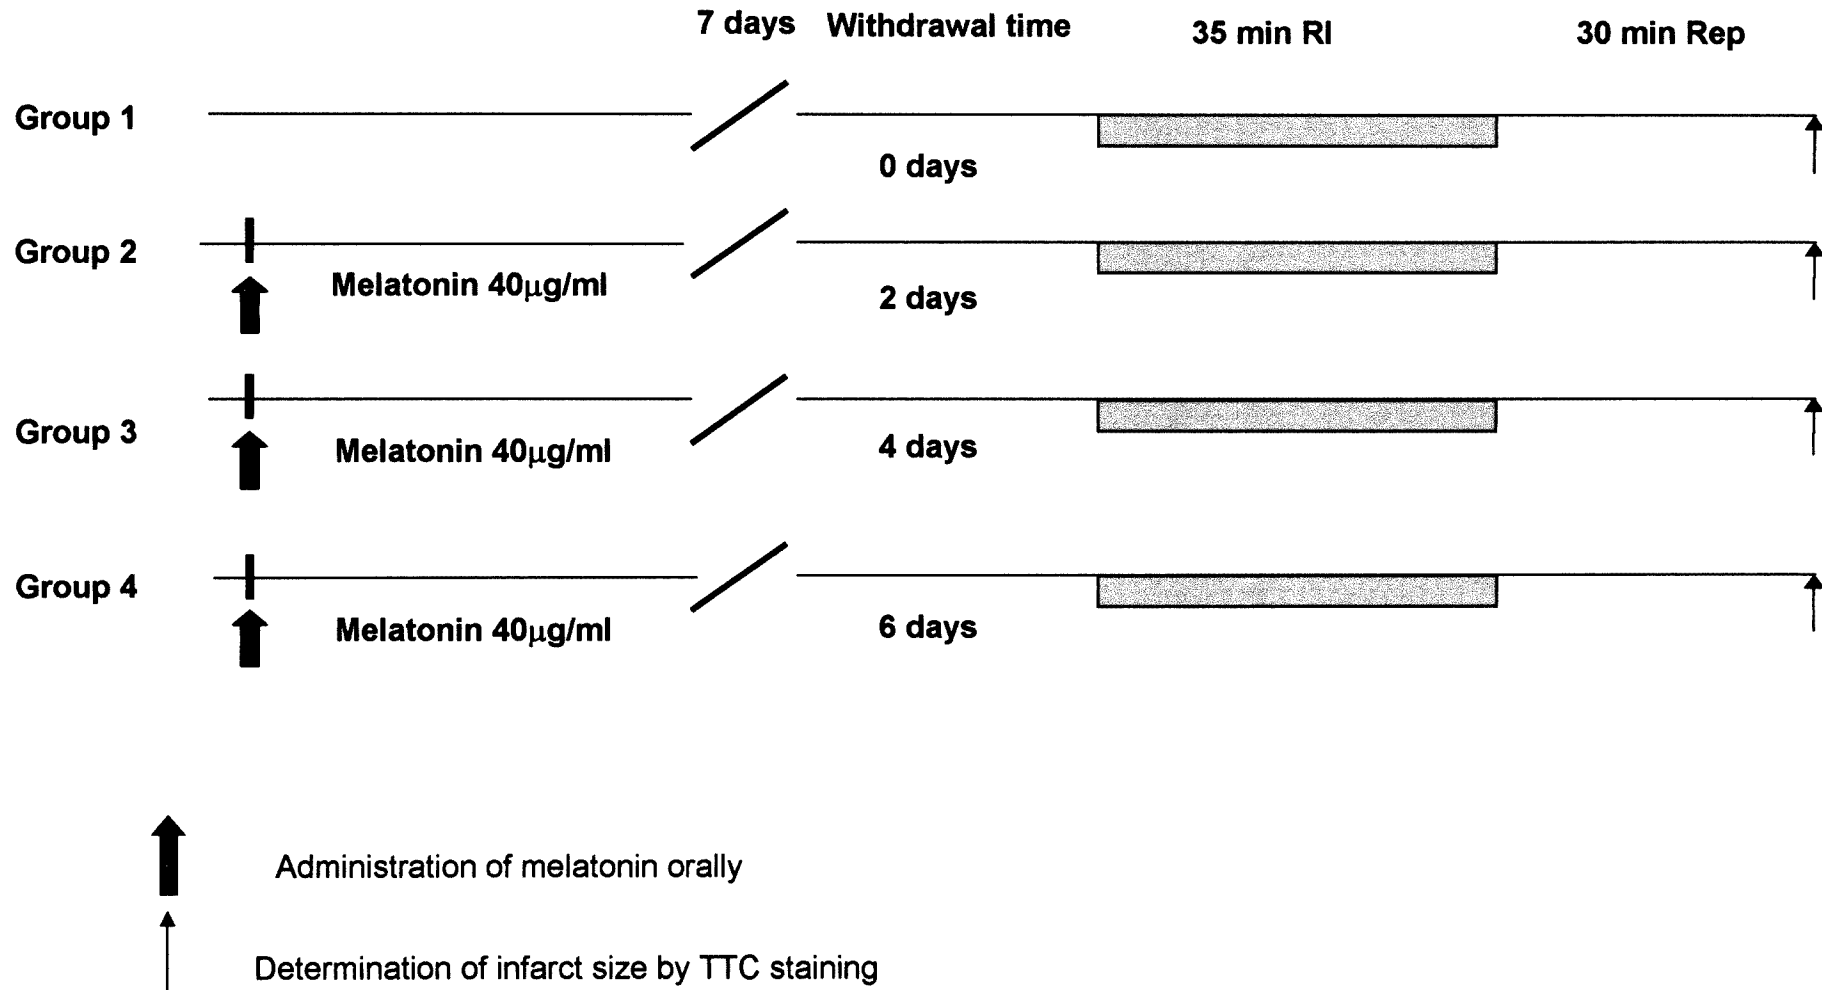 7 days Withdrawal time 35 min RI 30 min Rep
Group 1
0 days
Group 2
Melatonin 40μg/ml
2 days
Group 3
Melatonin 40μg/ml
4 days
Group 4
Melatonin 40μg/ml
6 days
Administration of melatonin orally
Determination of infarct size by TTC staining